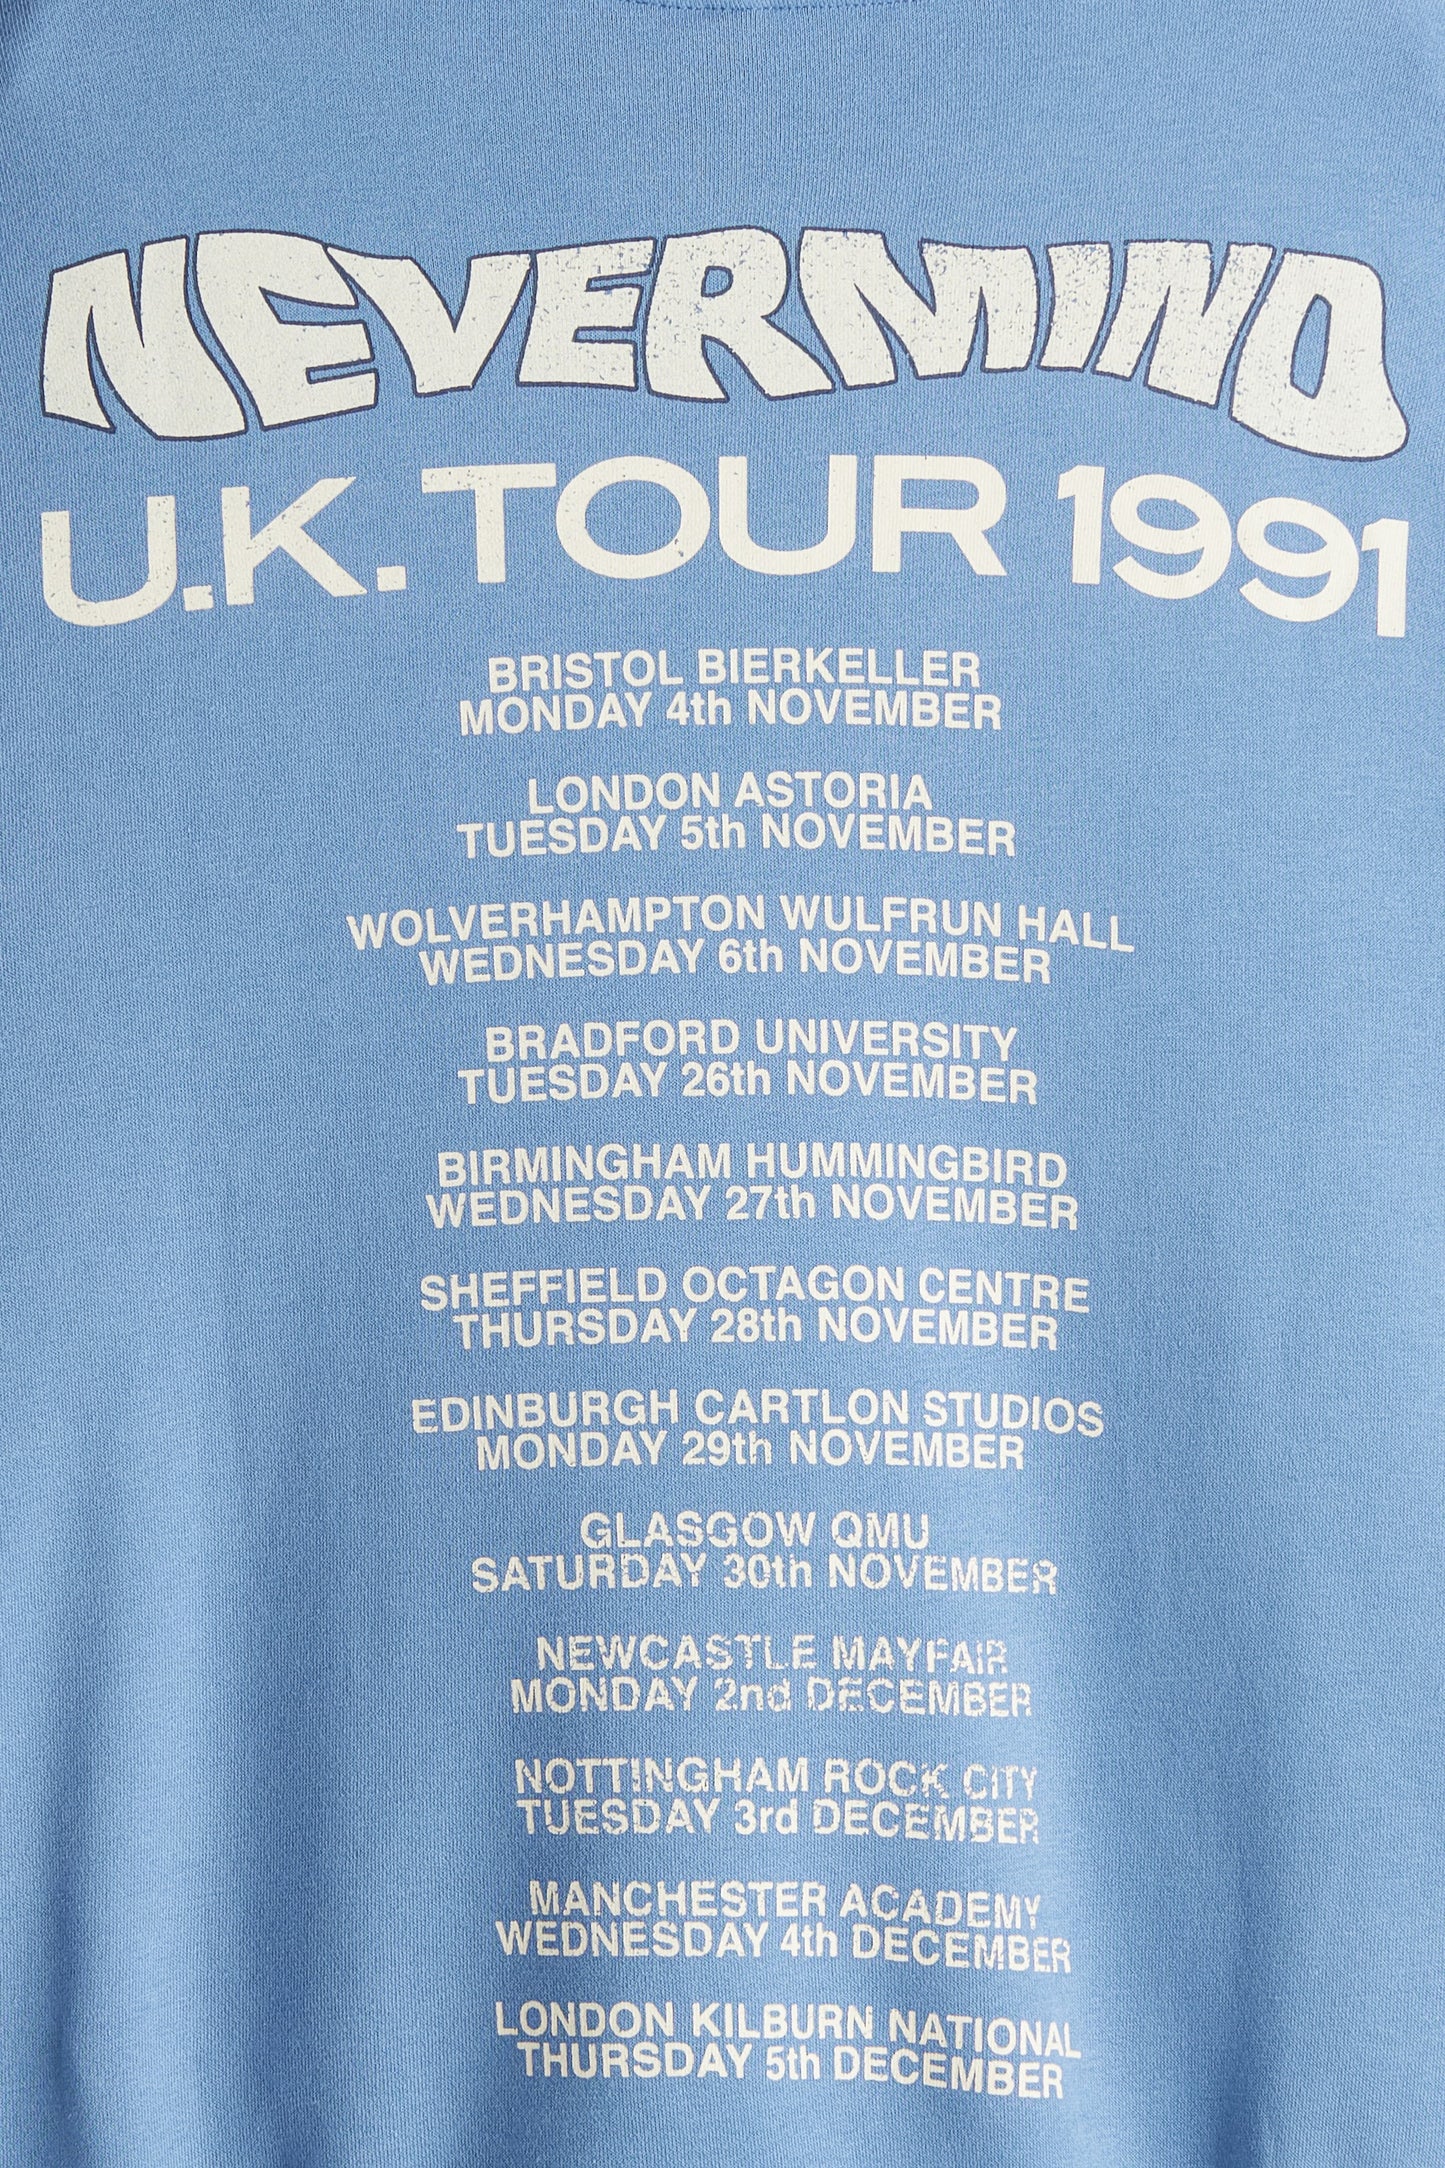 NEVERMIND
U.K. TOUR 1991
BRISTOL BIERKELLER
MONDAY 4th NOVEMBER
LONDON ASTORIA
TUESDAY 5th NOVEMBER
WOLVERHAMPTON WULFRUN HALL
WEDNESDAY 6th NOVEMBER
BRADFORD UNIVERSITY
TUESDAY 26th NOVEMBER
BIRMINGHAM HUMMINGBIRD
WEDNESDAY 27th NOVEMBER
SHEFFIELD OCTAGON CENTRE
THURSDAY 28th NOVEMBER
EDINBURGH CARTLON STUDIOS
MONDAY 29th NOVEMBER
GLASGOW QMU
SATURDAY 30th NOVEMBER
NEWCASTLE MAYFAIR
MONDAY 2nd DECEMBER
NOTTINGHAM ROCK CITY
TUESDAY 3rd DECEMBER
MANCHESTER ACADEMY
WEDNESDAY 4th DECEMBER
LONDON KILBURN NATIONAL
THURSDAY 5th DECEMBER